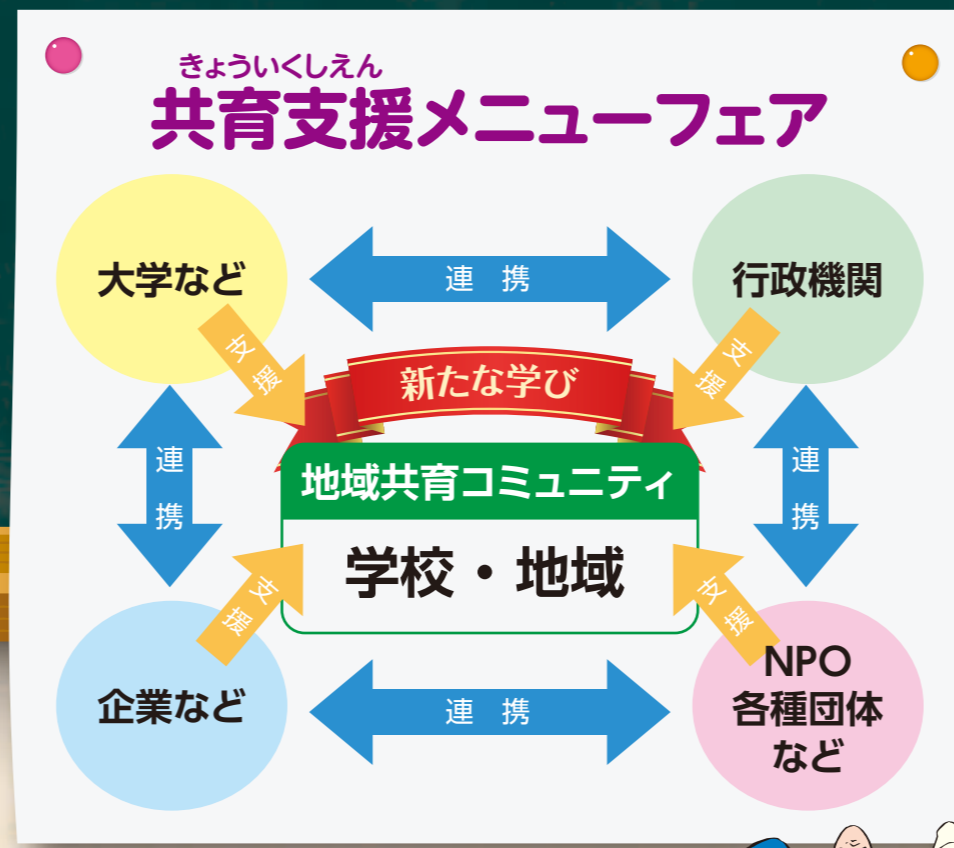 きょういくしえん
共育支援メニューフェア
大学など
連携
行政機関
支援
支援
新たな学び
連携
連携
地域共育コミュニティ
学校・地域
支援
支援
企業など
連携
NPO
各種団体
など